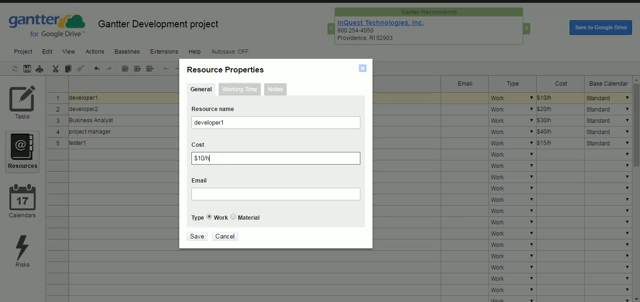 gantter
for Google Drive™
Gantter Development project
Gantter Recommends
InQuest Technologies, Inc.
800 254-4050
Providence, RI 02903
Save to Google Drive
Project Edit View Actions Baselines Extensions Help Autosave: OFF
Email Type Cost Base Calendar
1 developer1 Work $10/h Standard
2 developer2 Work $20/h Standard
3 Business Analyst Work $30/h Standard
4 project manager Work $40/h Standard
5 tester1 Work $15/h Standard
Work
Work
Work
Work
Work
Work
Work
Work
Work
Work
Work
Work
Work
Tasks
Resources
17
Calendars
Risks
Resource Properties
General Working Time Notes
Resource name
developer1
Cost
$10/h
Email
Type Work Material
Save Cancel